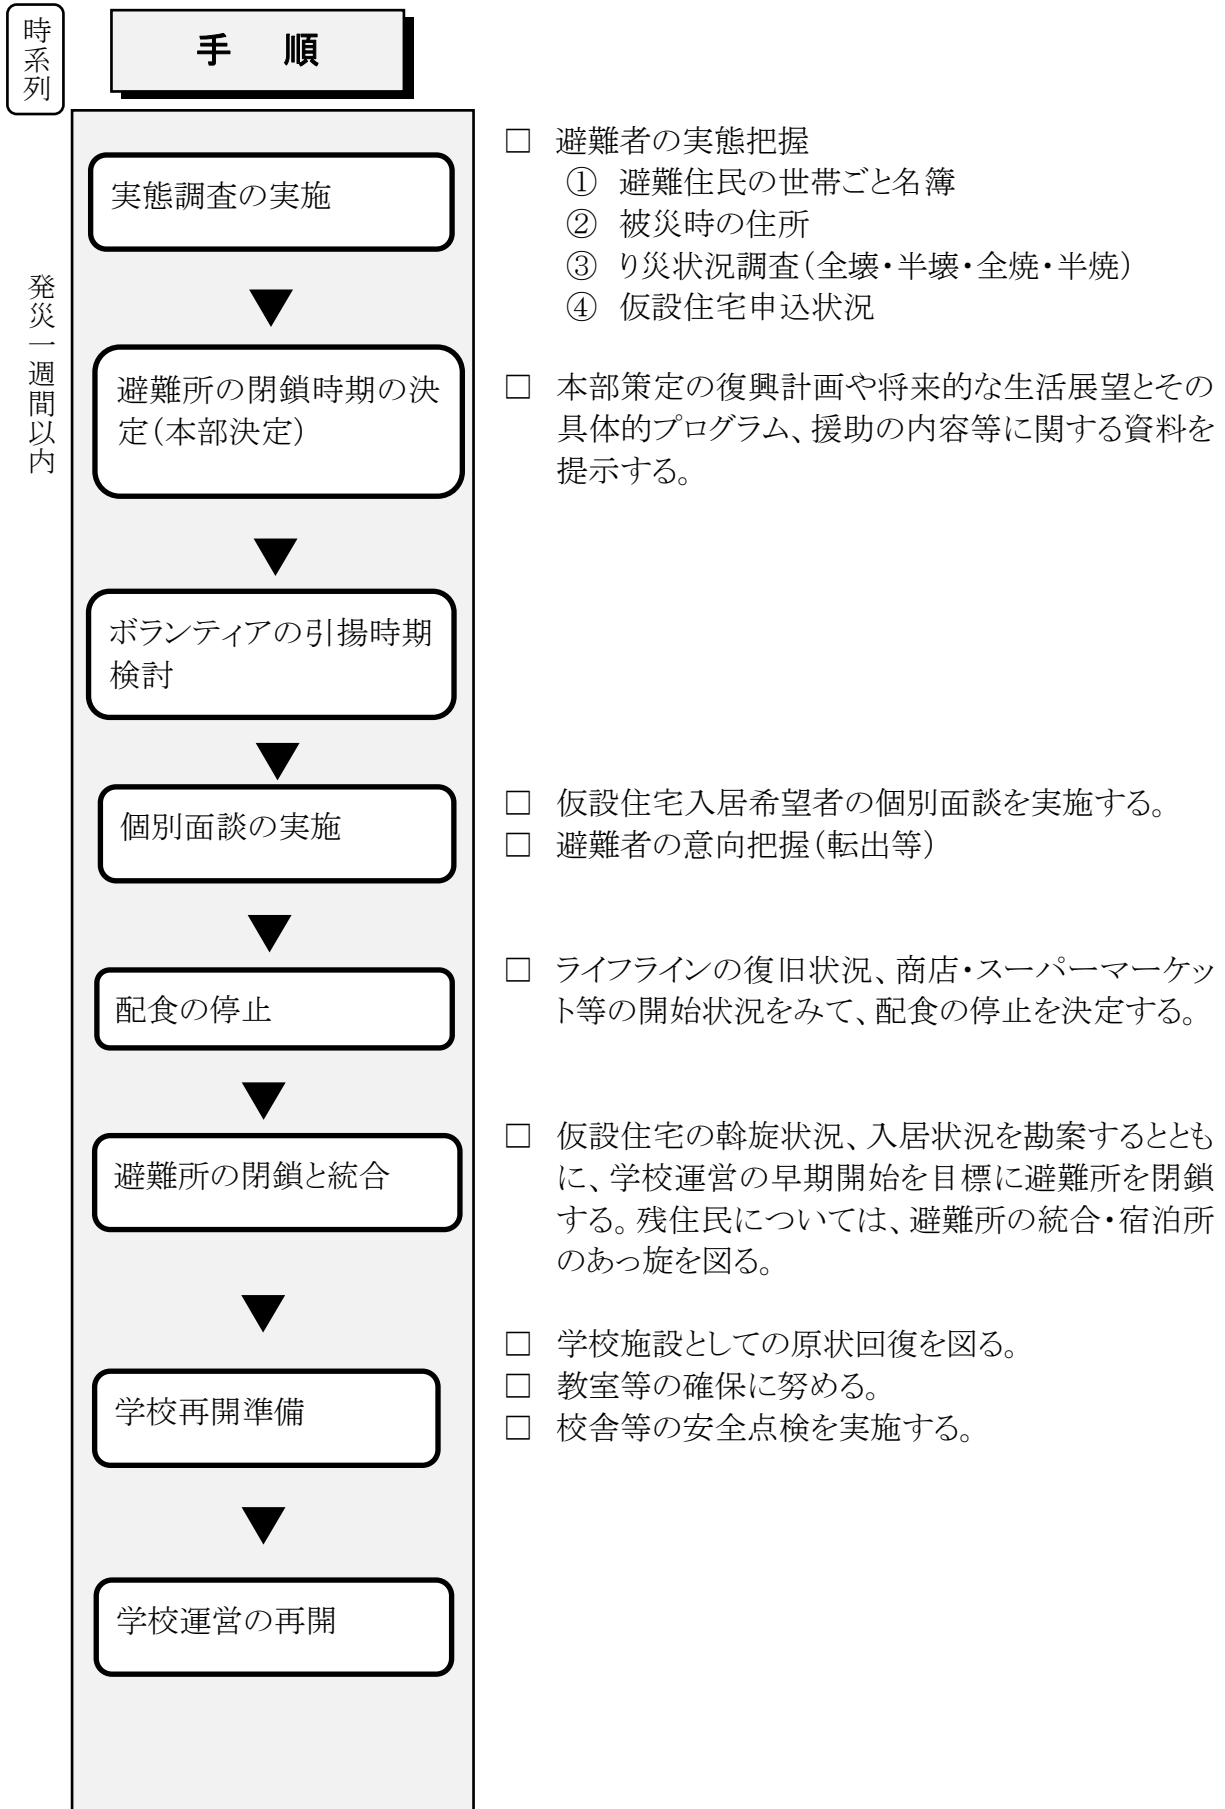 時系列
手　順
実態調査の実施
□ 避難者の実態把握
① 避難住民の世帯ごと名簿
② 被災時の住所
③ り災状況調査(全壊・半壊・全焼・半焼)
④ 仮設住宅申込状況
発災一週間以内
避難所の閉鎖時期の決
定(本部決定)
□ 本部策定の復興計画や将来的な生活展望とその
具体的プログラム、援助の内容等に関する資料を
提示する。
ボランティアの引揚時期
検討
個別面談の実施
□ 仮設住宅入居希望者の個別面談を実施する。
□ 避難者の意向把握(転出等)
配食の停止
□ ライフラインの復旧状況、商店・スーパーマーケッ
ト等の開始状況をみて、配食の停止を決定する。
避難所の閉鎖と統合
□ 仮設住宅の斡旋状況、入居状況を勘案するととも
に、学校運営の早期開始を目標に避難所を閉鎖
する。残住民については、避難所の統合・宿泊所
のあっ旋を図る。
学校再開準備
□ 学校施設としての原状回復を図る。
□ 教室等の確保に努める。
□ 校舎等の安全点検を実施する。
学校運営の再開